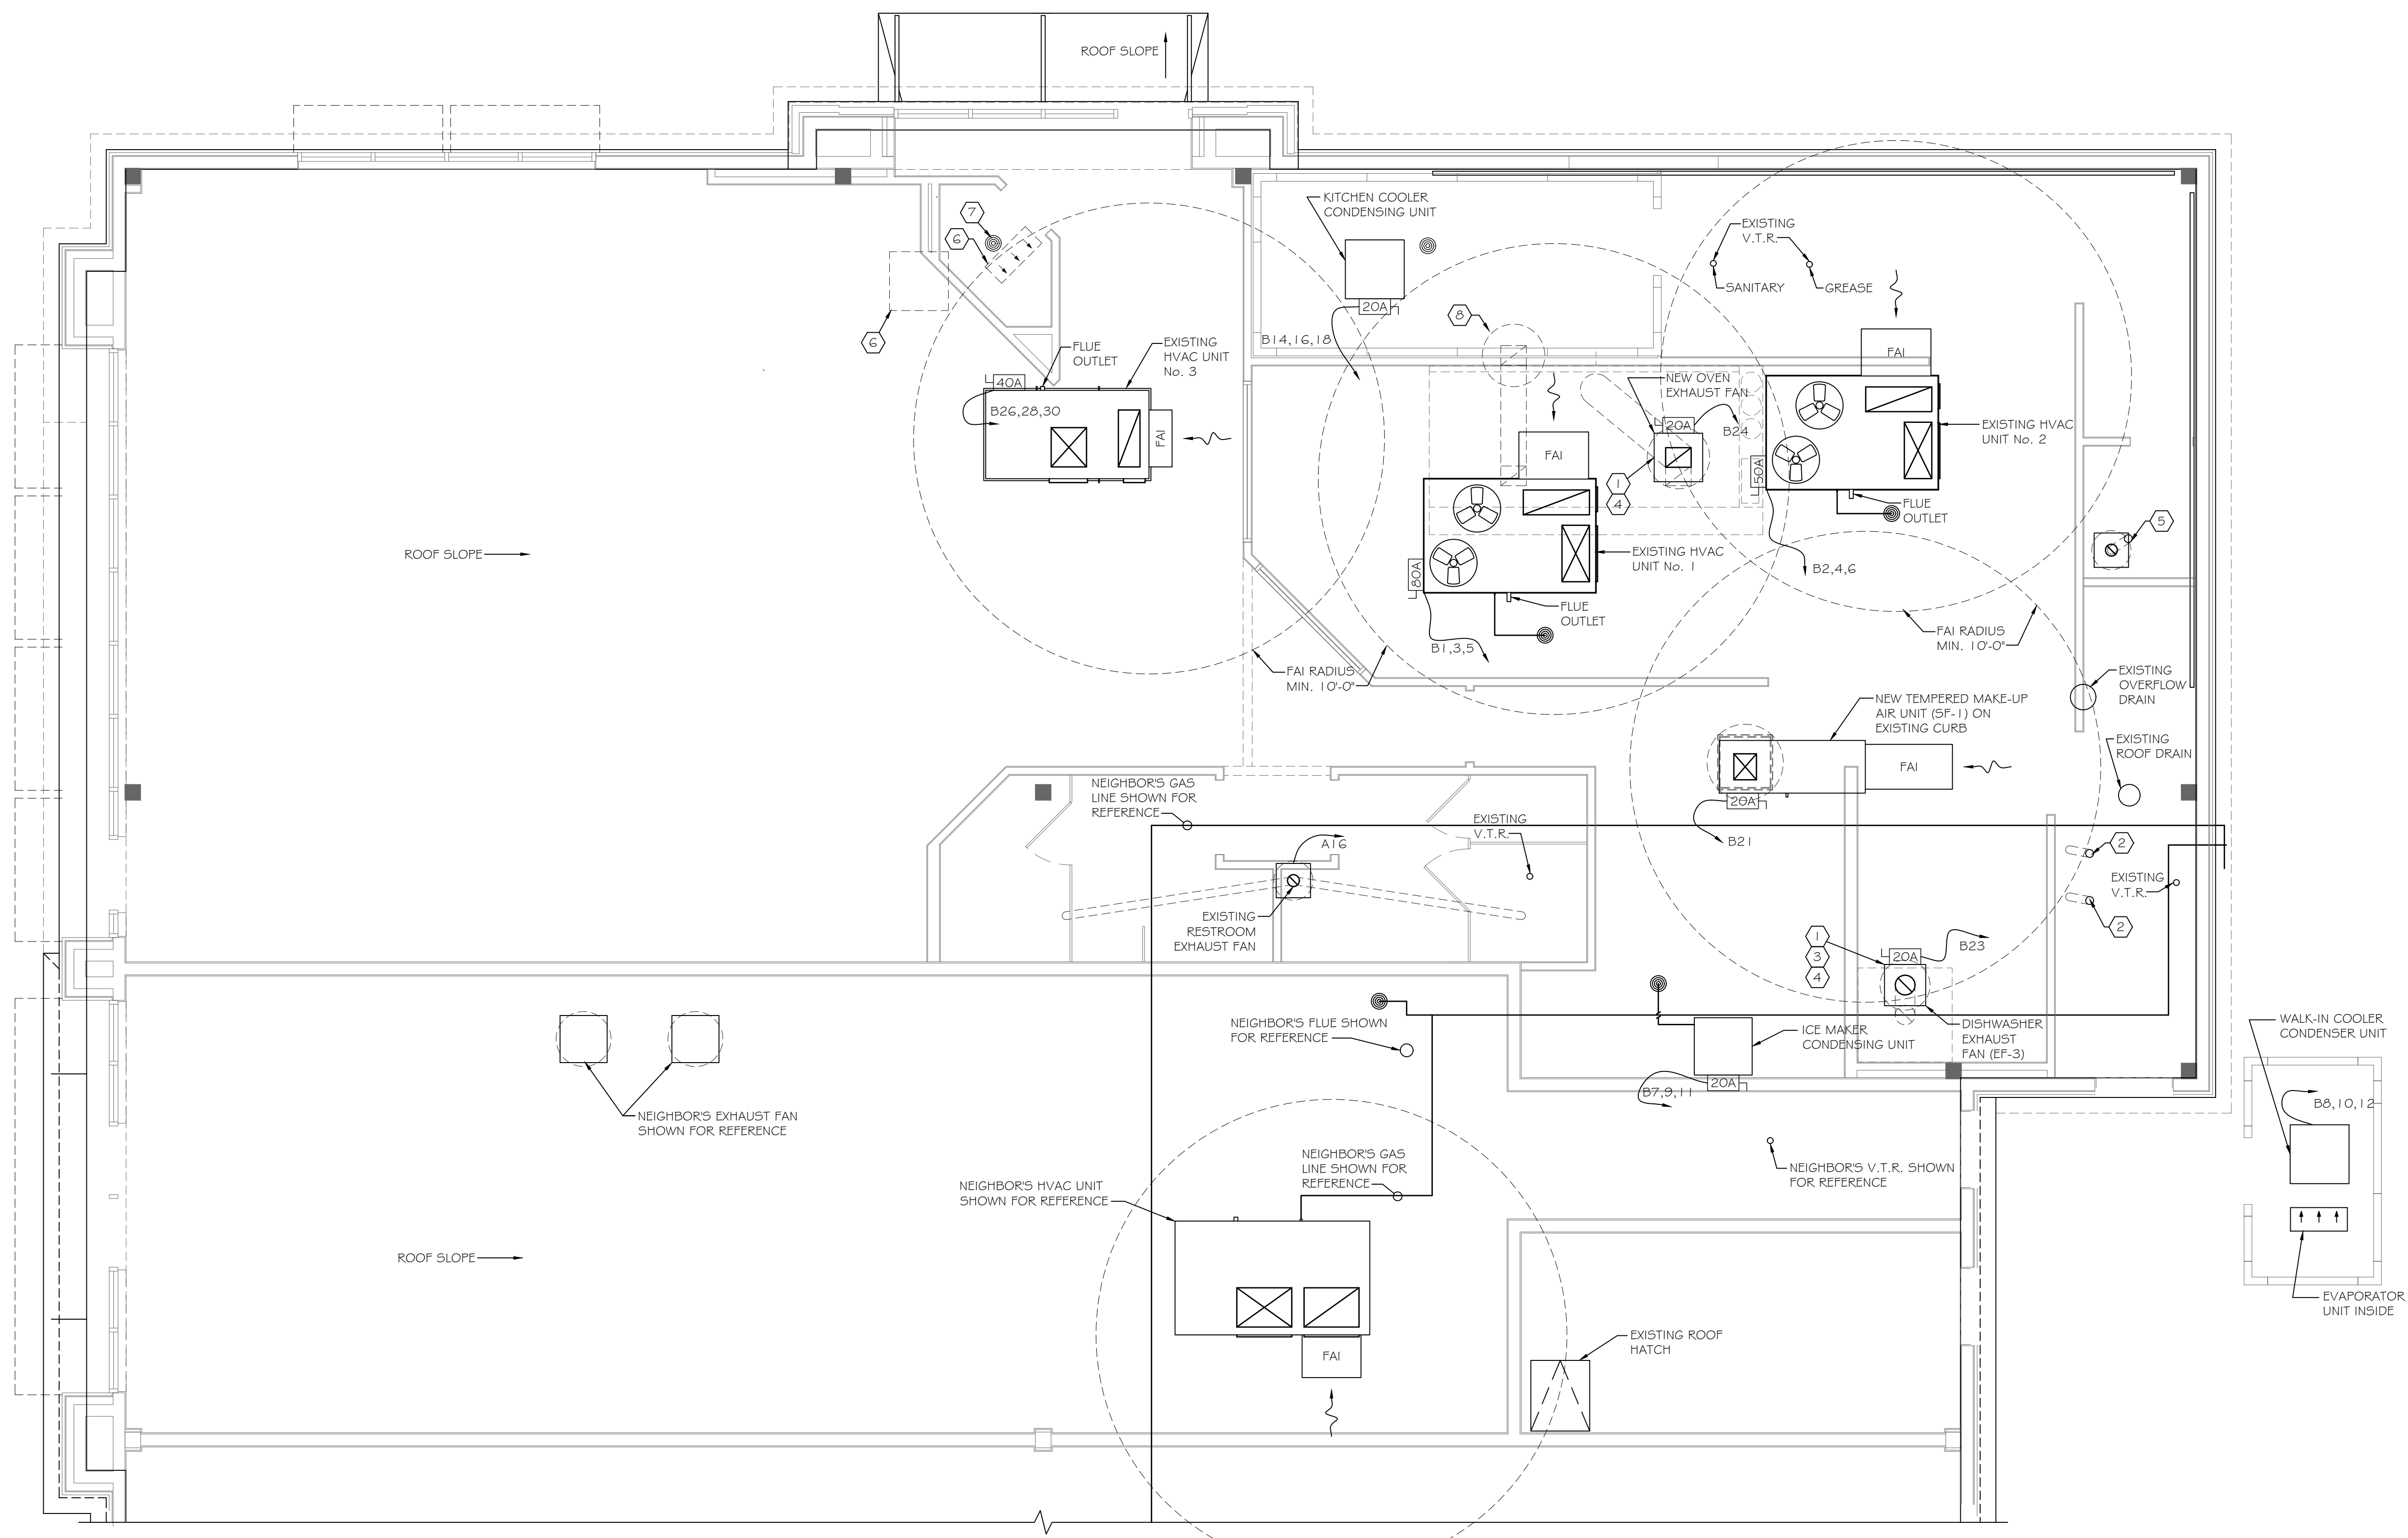 ROOF SLOPE
7
6
6
KITCHEN COOLER
CONDENSING UNIT
20A
B14,16,18
EXISTING
V.T.R.
SANITARY
GREASE
8
FLUE
OUTLET
EXISTING
HVAC UNIT
No. 3
40A
B26,28,30
FAI
FAI
NEW OVEN
EXHAUST FAN
20A
B24
FAI
1
4
50A
EXISTING HVAC
UNIT No. 2
FLUE
OUTLET
5
ROOF SLOPE
80A
EXISTING HVAC
UNIT No. 1
B2,4,6
FLUE
OUTLET
B1,3,5
FAI RADIUS
MIN. 10'-0"
FAI RADIUS
MIN. 10'-0"
EXISTING
OVERFLOW
DRAIN
NEW TEMPERED MAKE-UP
AIR UNIT (SF-1) ON
EXISTING CURB
EXISTING
ROOF DRAIN
FAI
20A
B21
NEIGHBOR'S GAS
LINE SHOWN FOR
REFERENCE
EXISTING
V.T.R.
A16
2
EXISTING
V.T.R.
2
EXISTING
RESTROOM
EXHAUST FAN
1
3
4
20A
B23
NEIGHBOR'S FLUE SHOWN
FOR REFERENCE
ICE MAKER
CONDENSING UNIT
DISHWASHER
EXHAUST
FAN (EF-3)
WALK-IN COOLER
CONDENSER UNIT
20A
B7,9,11
B8,10,12
NEIGHBOR'S EXHAUST FAN
SHOWN FOR REFERENCE
NEIGHBOR'S GAS
LINE SHOWN FOR
REFERENCE
NEIGHBOR'S V.T.R. SHOWN
FOR REFERENCE
NEIGHBOR'S HVAC UNIT
SHOWN FOR REFERENCE
ROOF SLOPE
EVAPORATOR
UNIT INSIDE
EXISTING ROOF
HATCH
FAI